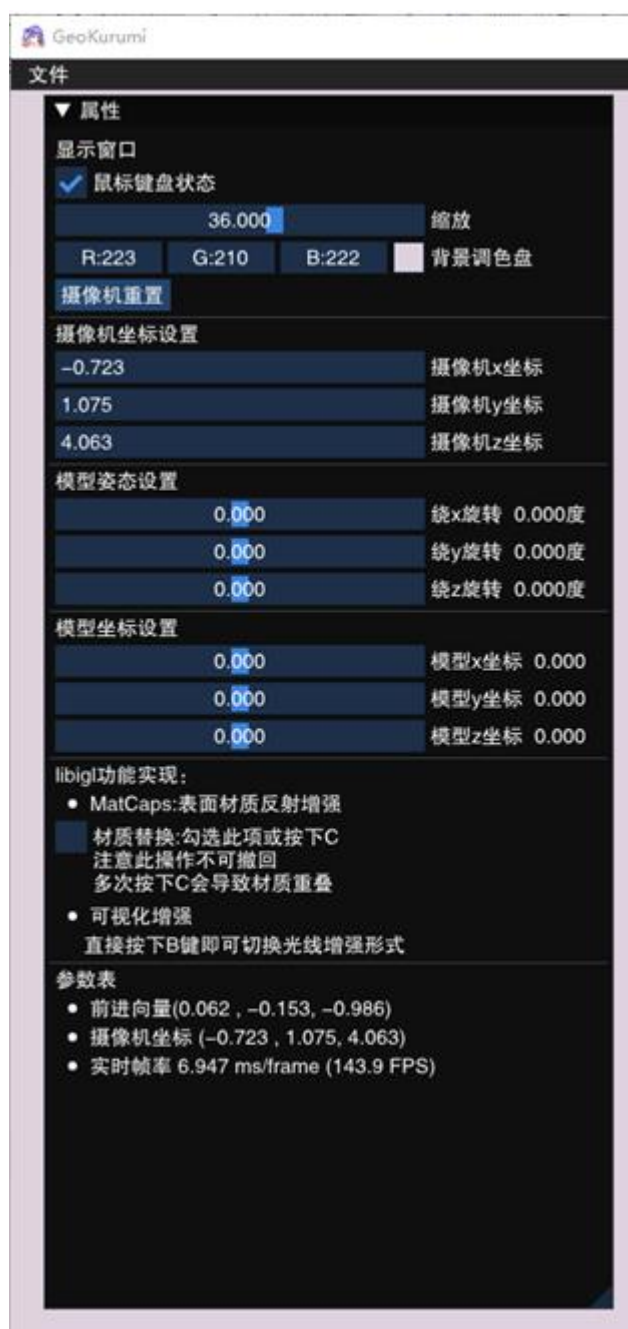 GeoKurumi
文件
▼ 属性
显示窗口
鼠标键盘状态
36.000 缩放
R:223 G:210 B:222 背景调色盘
摄像机重置
摄像机坐标设置
−0.723 摄像机x坐标
1.075 摄像机y坐标
4.063 摄像机z坐标
模型姿态设置
0.000 绕x旋转 0.000度
0.000 绕y旋转 0.000度
0.000 绕z旋转 0.000度
模型坐标设置
0.000 模型x坐标 0.000
0.000 模型y坐标 0.000
0.000 模型z坐标 0.000
libigl功能实现：
• MatCaps:表面材质反射增强
材质替换:勾选此项或按下C
注意此操作不可撤回
多次按下C会导致材质重叠
• 可视化增强
直接按下B键即可切换光线增强形式
参数表
• 前进向量(0.062 , −0.153, −0.986)
• 摄像机坐标 (−0.723 , 1.075, 4.063)
• 实时帧率 6.947 ms/frame (143.9 FPS)